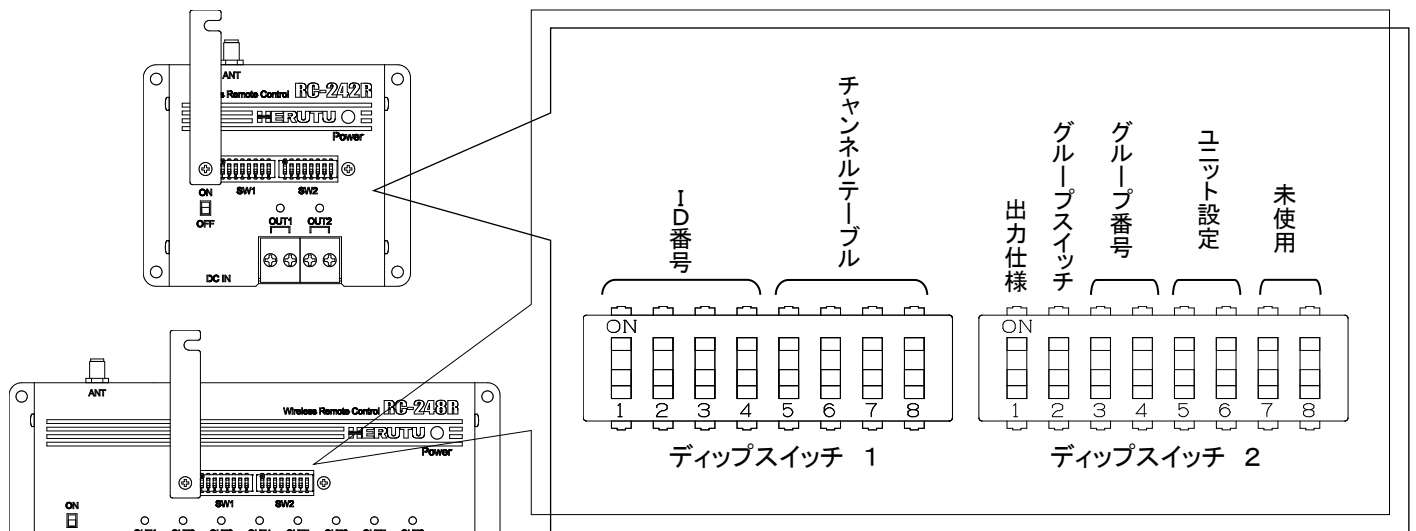 ANT
Wireless Remote Control RC-242R
HERUTU
Power
ON
SW1
SW2
OFF
OUT1
OUT2
DC IN
ANT
Wireless Remote Control RC-248R
HERUTU
Power
SW1
SW2
ON
ID番号
チャンネルテーブル
出力仕様
グループスイッチ
グループ番号
ユニット設定
未使用
ON
1 2 3 4 5 6 7 8
ディップスイッチ 1
ON
1 2 3 4 5 6 7 8
ディップスイッチ 2